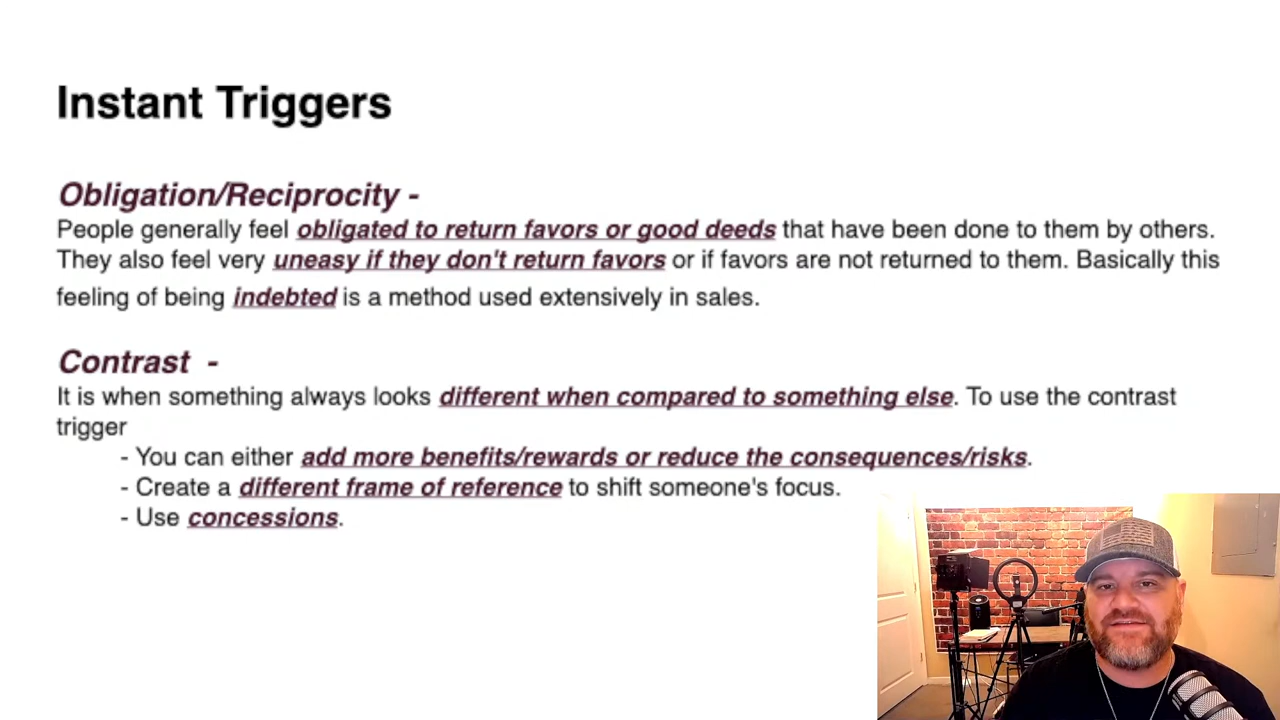 Instant Triggers
Obligation/Reciprocity -
People generally feel obligated to return favors or good deeds that have been done to them by others.
They also feel very uneasy if they don't return favors or if favors are not returned to them. Basically this
feeling of being indebted is a method used extensively in sales.
Contrast  -
It is when something always looks different when compared to something else. To use the contrast
trigger
- You can either add more benefits/rewards or reduce the consequences/risks.
- Create a different frame of reference to shift someone's focus.
- Use concessions.